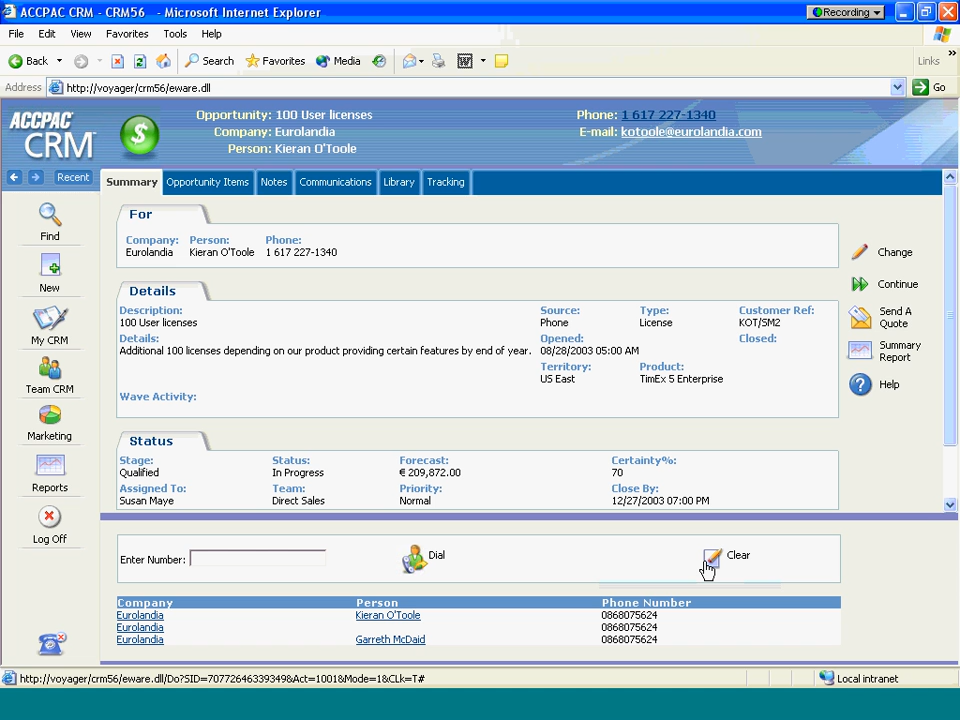 ACCPAC CRM - CRM56 - Microsoft Internet Explorer
Recording
File Edit View Favorites Tools Help
Back Search Favorites Media Links »
Address http://voyager/crm56/eware.dll Go
ACCPAC CRM
Opportunity: 100 User licenses
Company: Eurolandia
Person: Kieran O'Toole
Phone: 1 617 227-1340
E-mail: kotoole@eurolandia.com
Recent
Summary Opportunity Items Notes Communications Library Tracking
Find
New
My CRM
Team CRM
Marketing
Reports
Log Off
For
Company: Person: Phone:
Eurolandia Kieran O'Toole 1 617 227-1340
Details
Description: Source: Type: Customer Ref:
100 User licenses Phone License KOT/SM2
Details: Opened: Closed:
Additional 100 licenses depending on our product providing certain features by end of year. 08/28/2003 05:00 AM
Territory: Product:
US East TimEx 5 Enterprise
Wave Activity:
Status
Stage: Status: Forecast: Certainty%:
Qualified In Progress € 209,872.00 70
Assigned To: Team: Priority: Close By:
Susan Maye Direct Sales Normal 12/27/2003 07:00 PM
Change
Continue
Send A
Quote
Summary
Report
Help
Enter Number: Dial Clear
Company Person Phone Number
Eurolandia Kieran O'Toole 0868075624
Eurolandia 0868075624
Eurolandia Garreth McDaid 0868075624
http://voyager/crm56/eware.dll/Do?SID=70772646339349&Act=1001&Mode=1&CLk=T# Local intranet